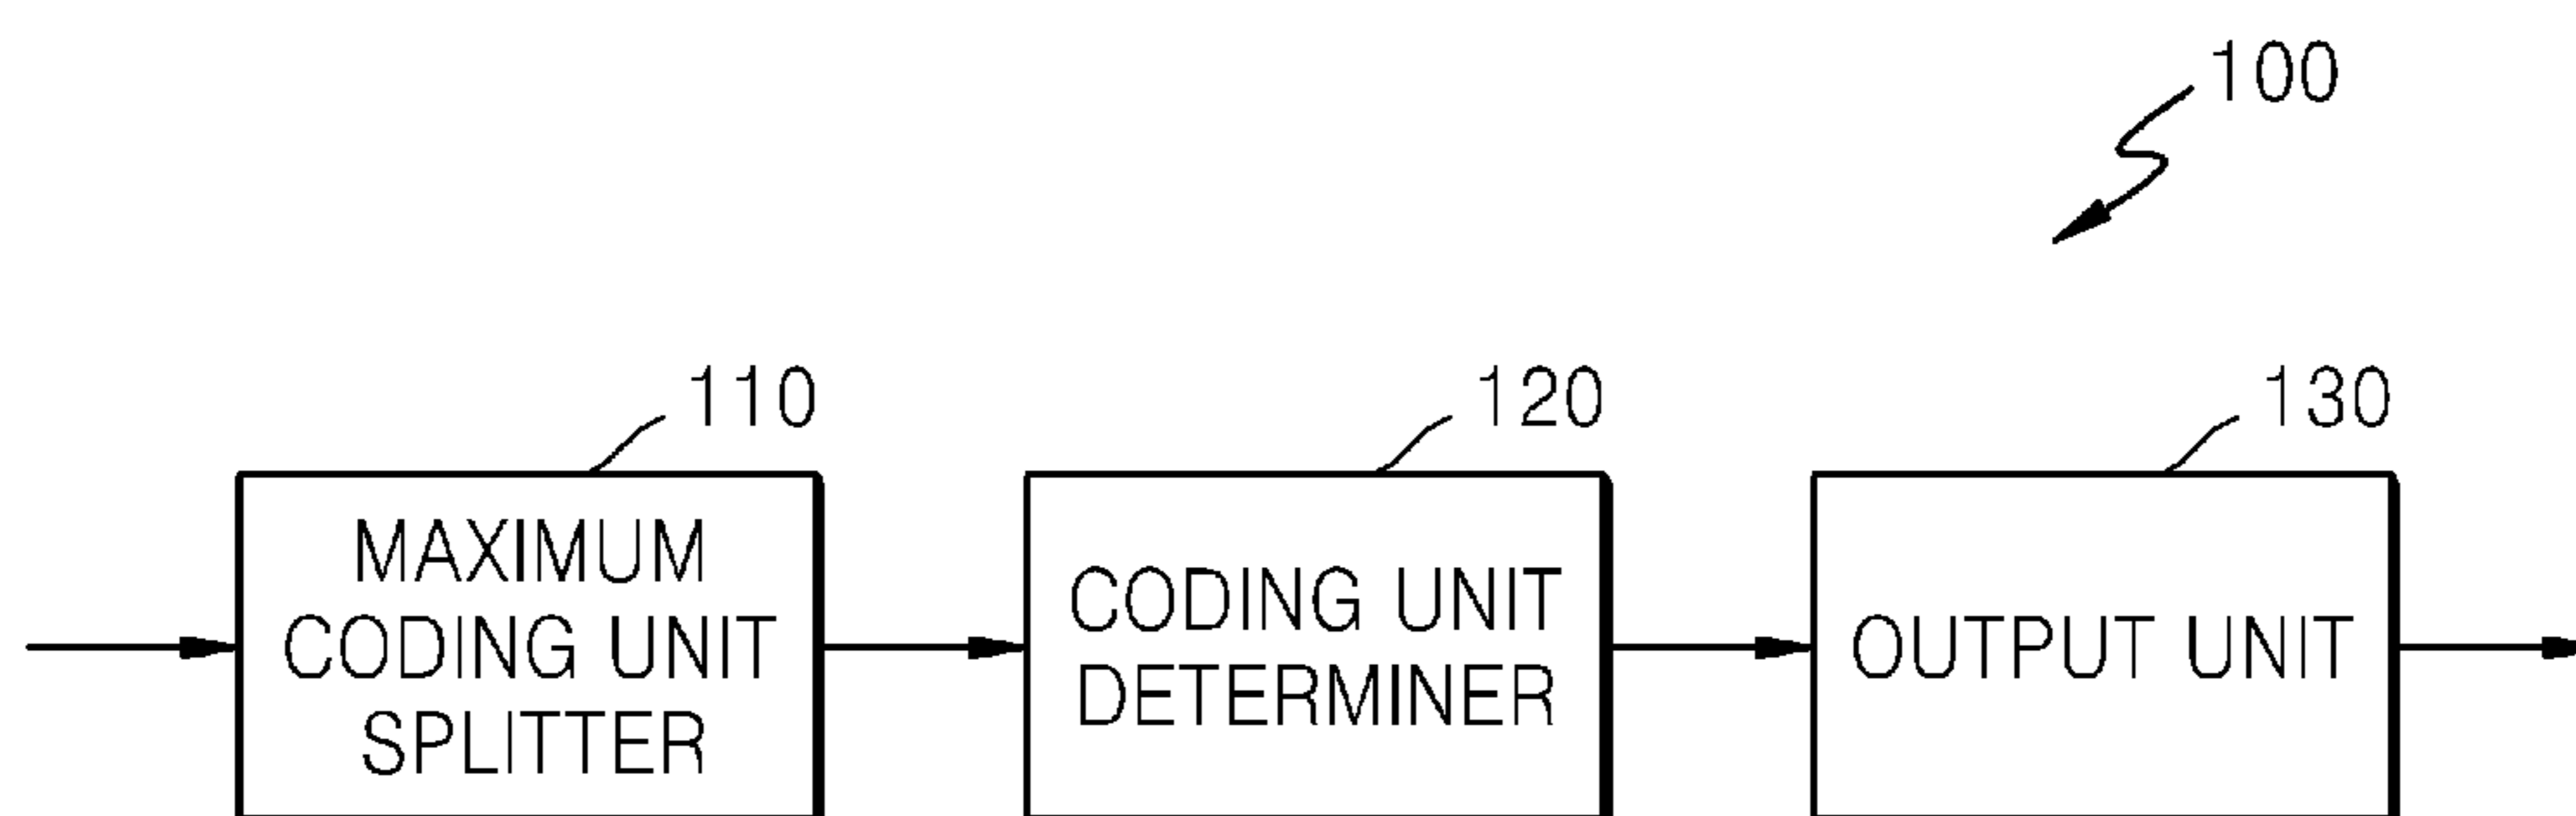 100
110
120
130
MAXIMUM
CODING UNIT
SPLITTER
CODING UNIT
DETERMINER
OUTPUT UNIT